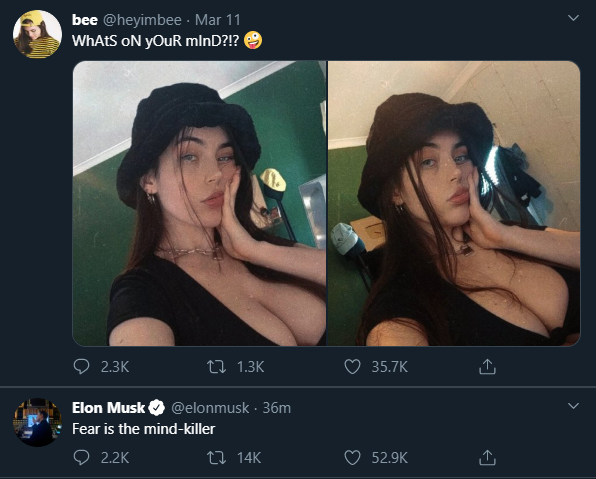 bee @heyimbee · Mar 11
WhAtS oN yOuR mInD?!? 🤪
2.3K 1.3K 35.7K
Elon Musk @elonmusk · 36m
Fear is the mind-killer
2.2K 14K 52.9K